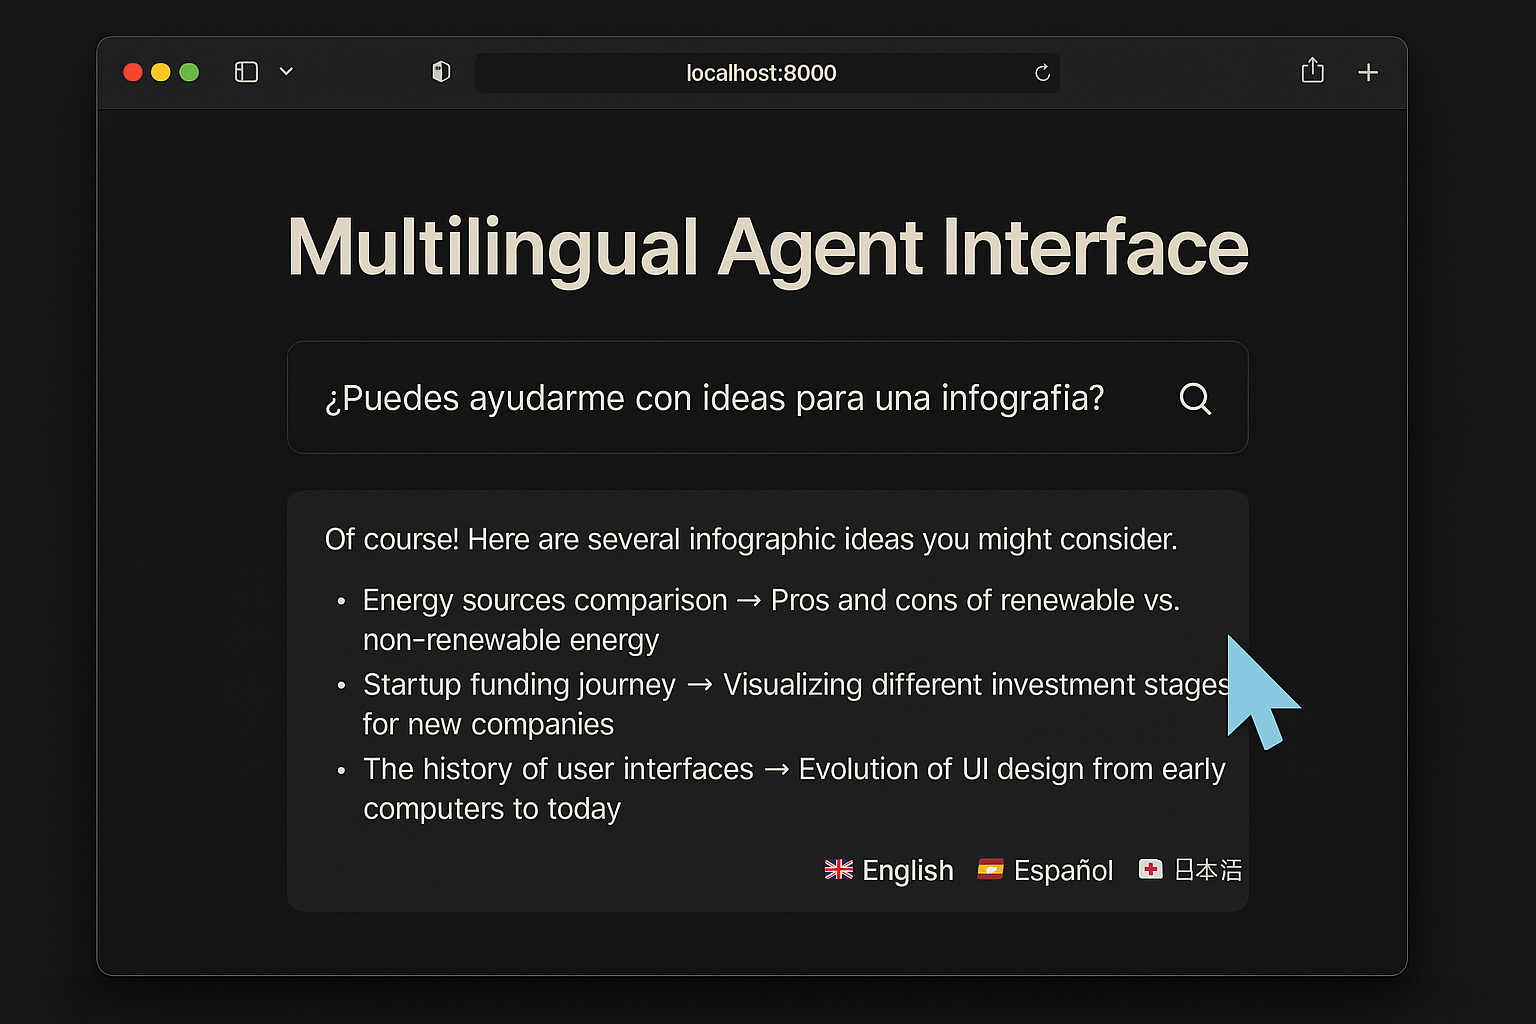 localhost:8000
Multilingual Agent Interface
¿Puedes ayudarme con ideas para una infografia?
Of course! Here are several infographic ideas you might consider.
• Energy sources comparison → Pros and cons of renewable vs.
non-renewable energy
• Startup funding journey → Visualizing different investment stages
for new companies
• The history of user interfaces → Evolution of UI design from early
computers to today
English Español 日本